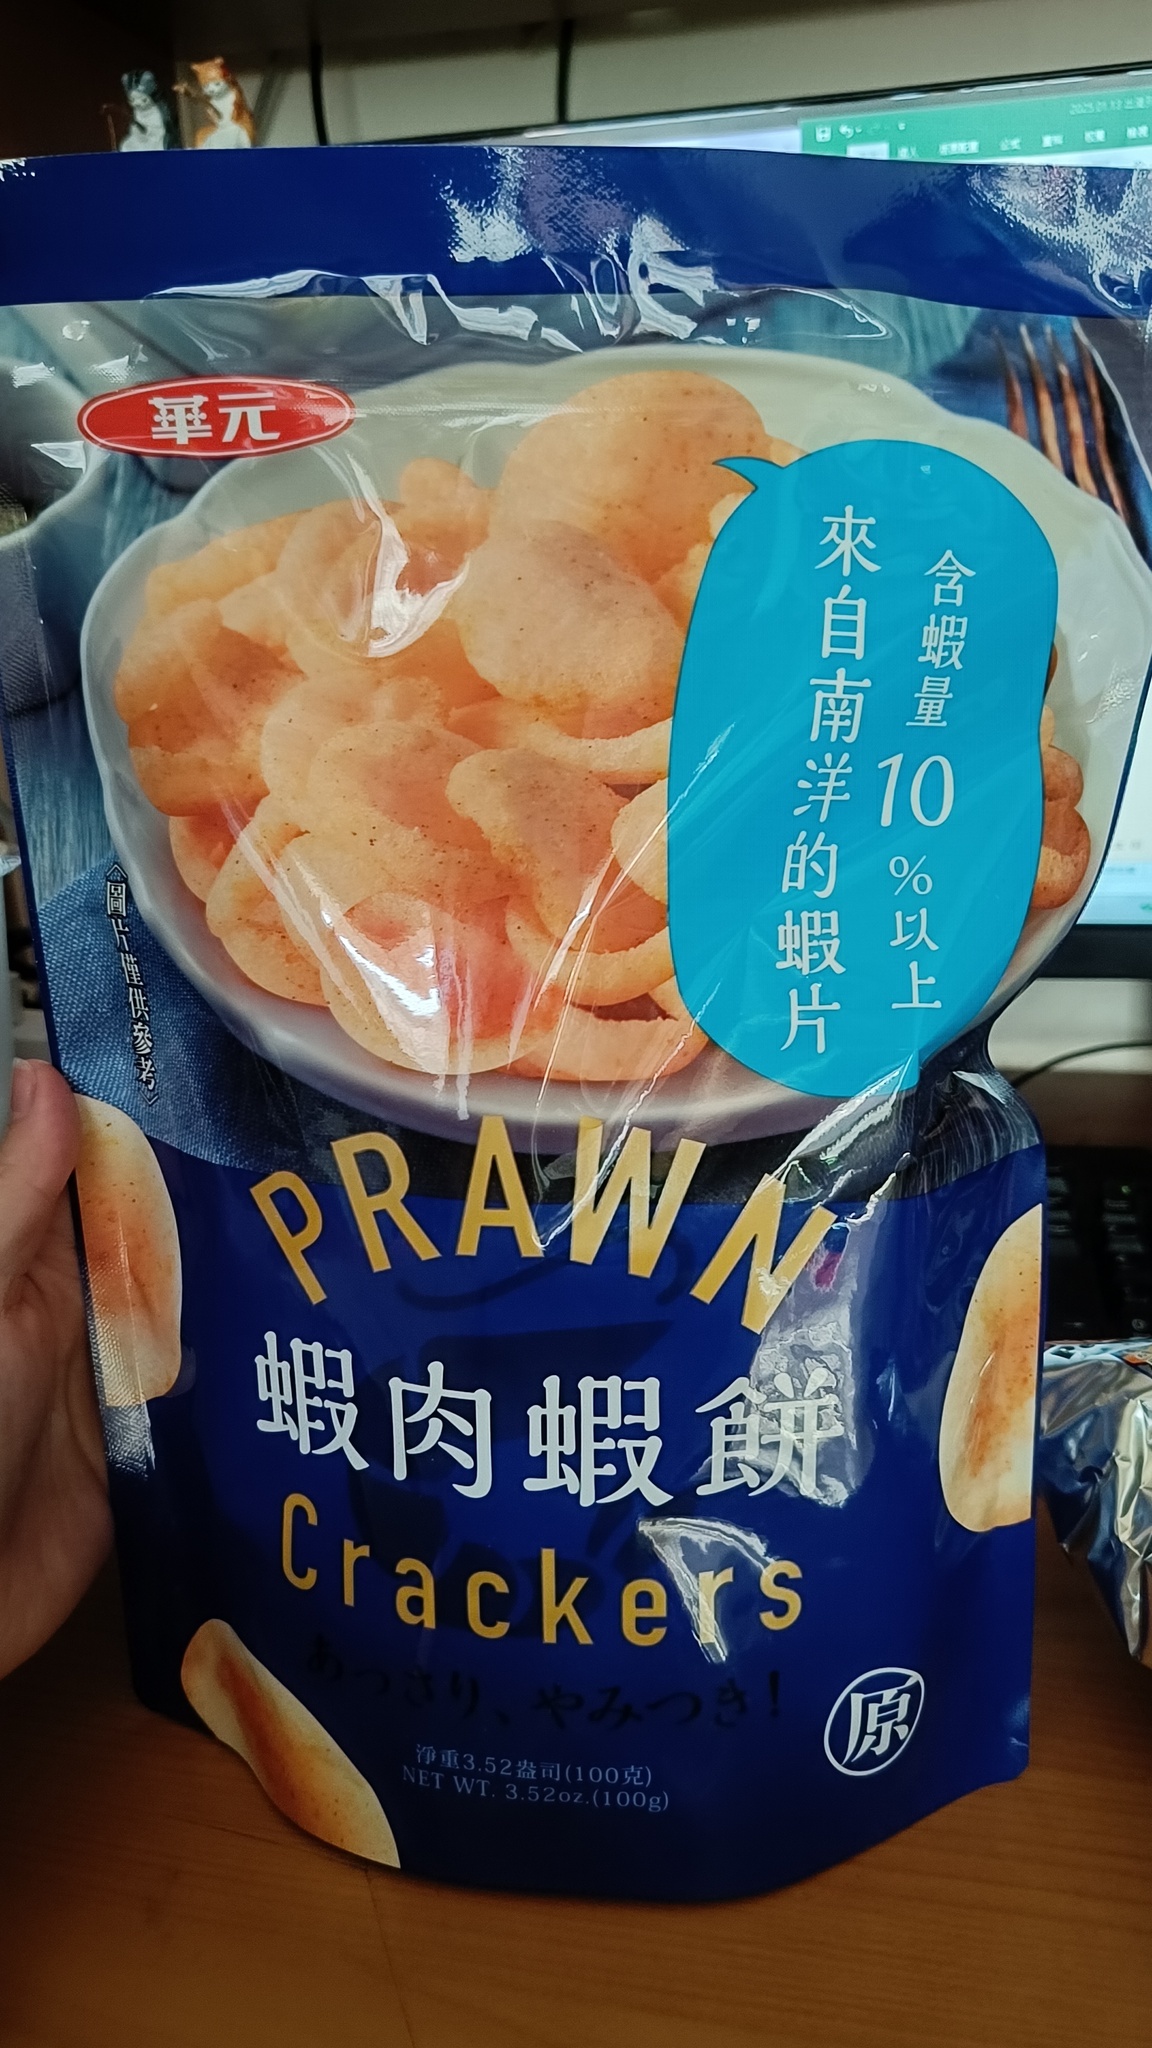 華元
含蝦量10%以上
來自南洋的蝦片
《圖片僅供參考》
PRAWN
蝦肉蝦餅
Crackers
あっさり、やみつき!
原
淨重3.52盎司(100克)
NET WT. 3.52oz.(100g)